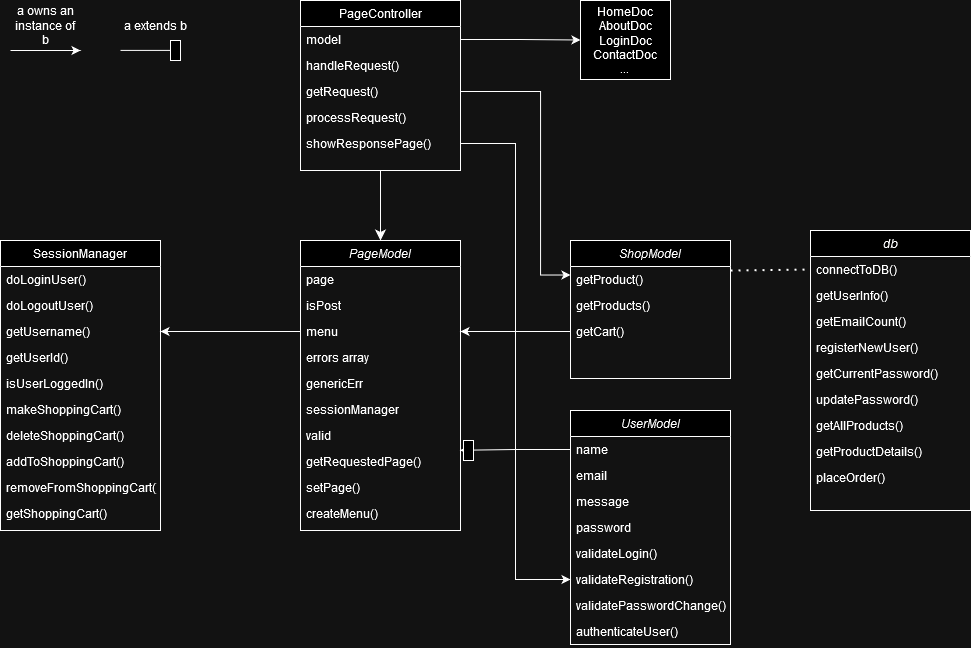 a owns an
instance of
b
a extends b
PageController
model
handleRequest()
getRequest()
processRequest()
showResponsePage()
HomeDoc
AboutDoc
LoginDoc
ContactDoc
...
SessionManager
doLoginUser()
doLogoutUser()
getUsername()
getUserId()
isUserLoggedIn()
makeShoppingCart()
deleteShoppingCart()
addToShoppingCart()
removeFromShoppingCart(
getShoppingCart()
PageModel
page
isPost
menu
errors array
genericErr
sessionManager
valid
getRequestedPage()
setPage()
createMenu()
ShopModel
getProduct()
getProducts()
getCart()
UserModel
name
email
message
password
validateLogin()
validateRegistration()
validatePasswordChange()
authenticateUser()
db
connectToDB()
getUserInfo()
getEmailCount()
registerNewUser()
getCurrentPassword()
updatePassword()
getAllProducts()
getProductDetails()
placeOrder()